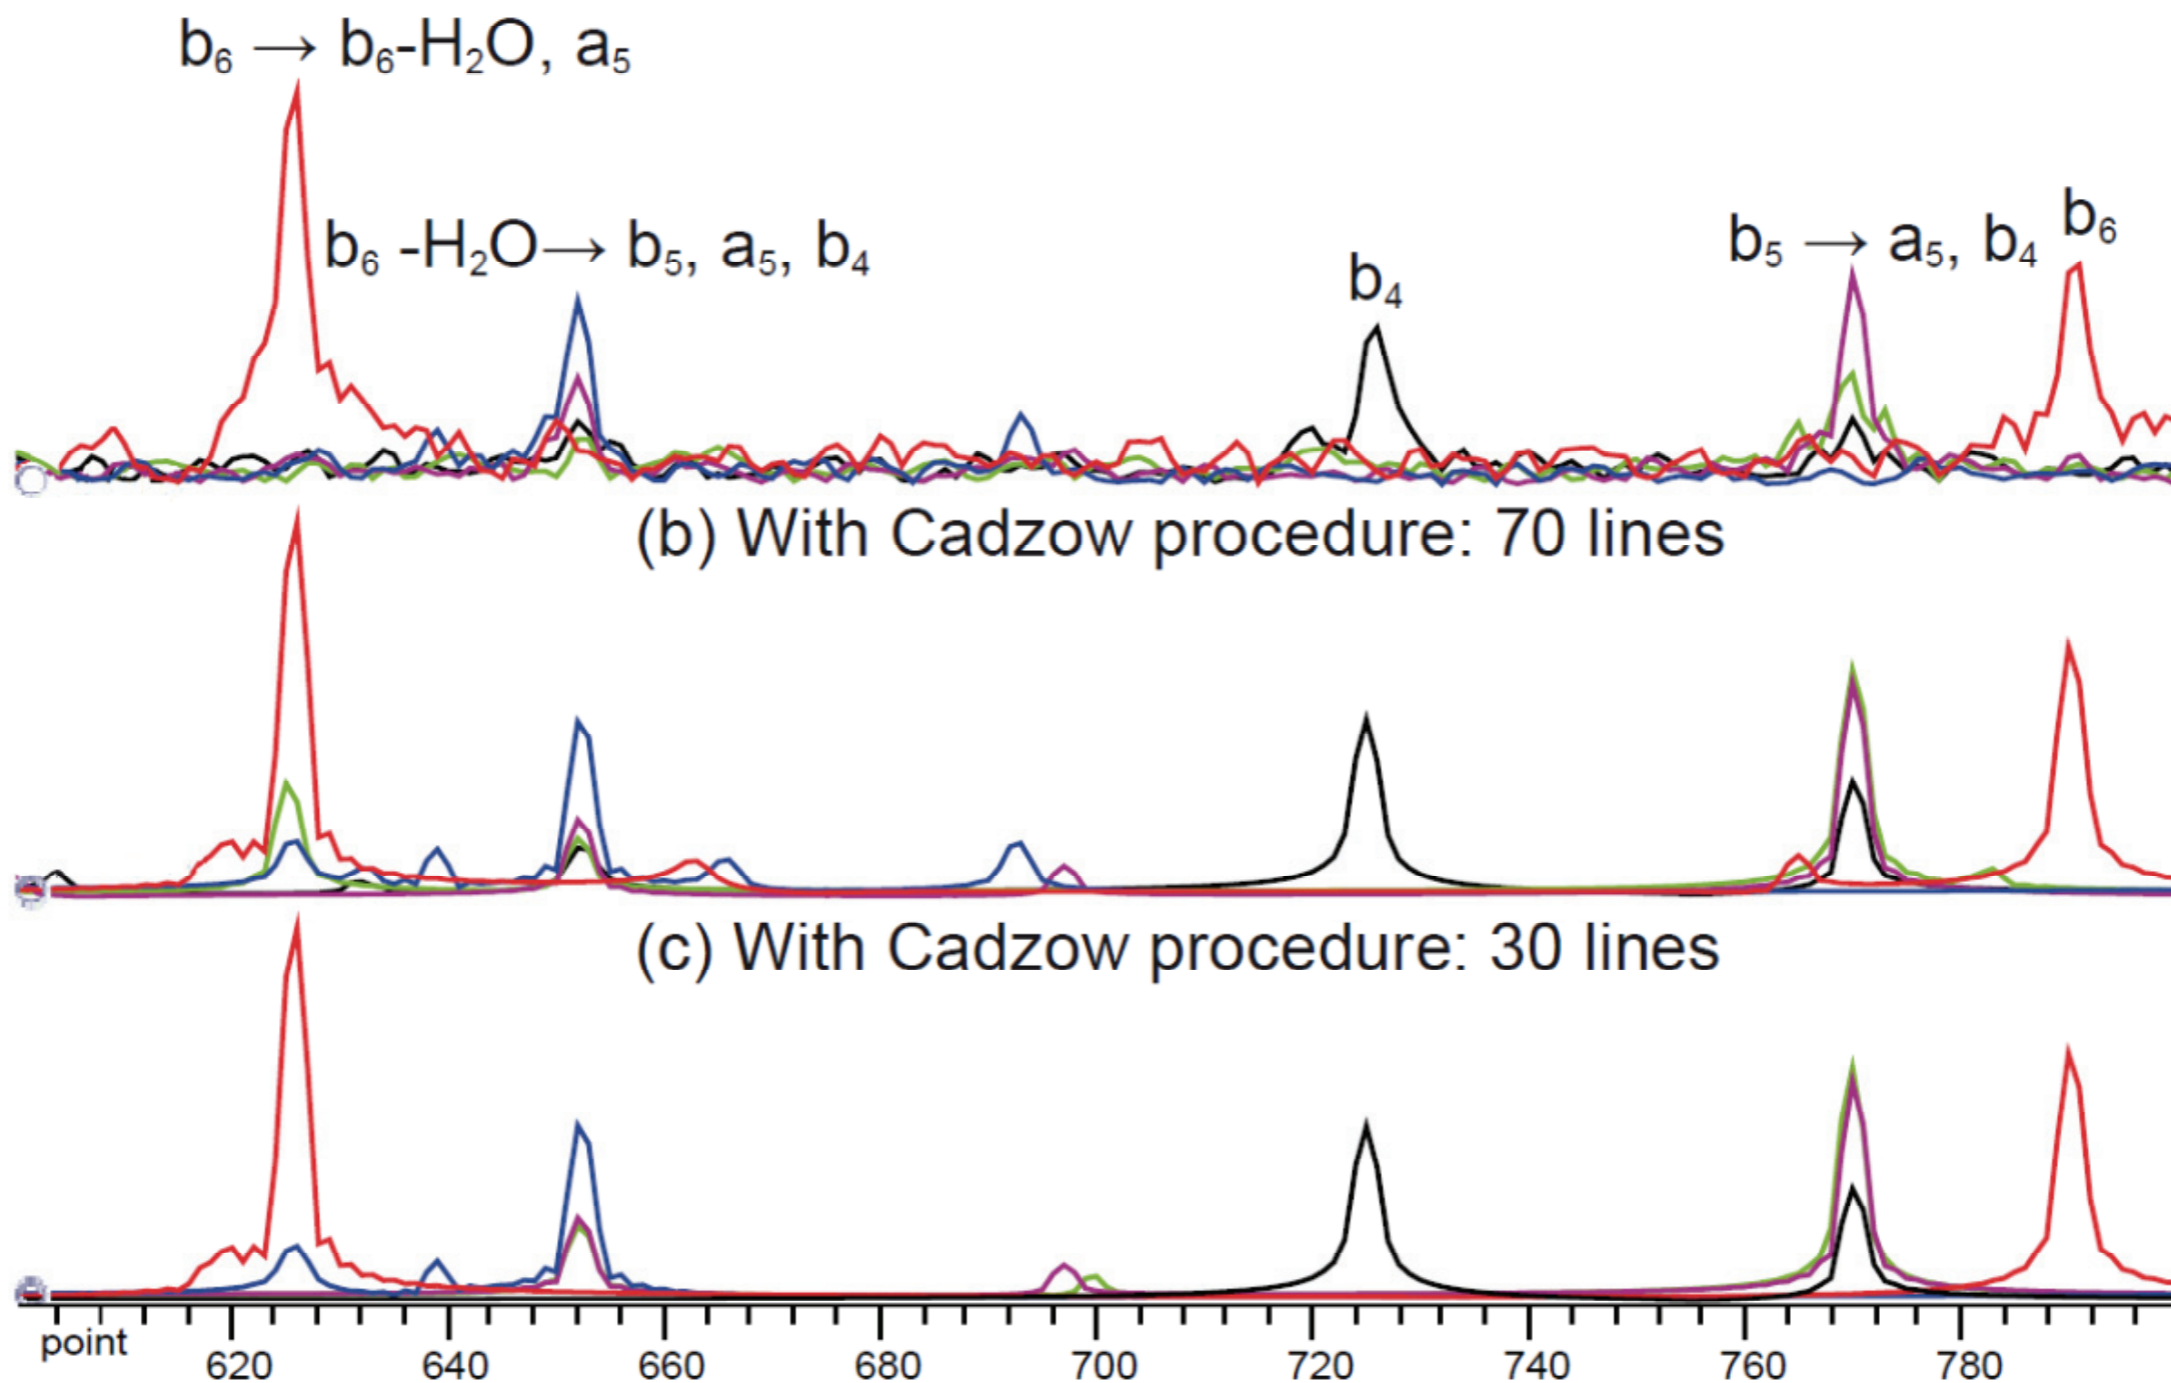 b₆ → b₆-H₂O, a₅
b₆ -H₂O→ b₅, a₅, b₄
b₄
b₅ → a₅, b₄
b₆
(b) With Cadzow procedure: 70 lines
(c) With Cadzow procedure: 30 lines
point
620 640 660 680 700 720 740 760 780